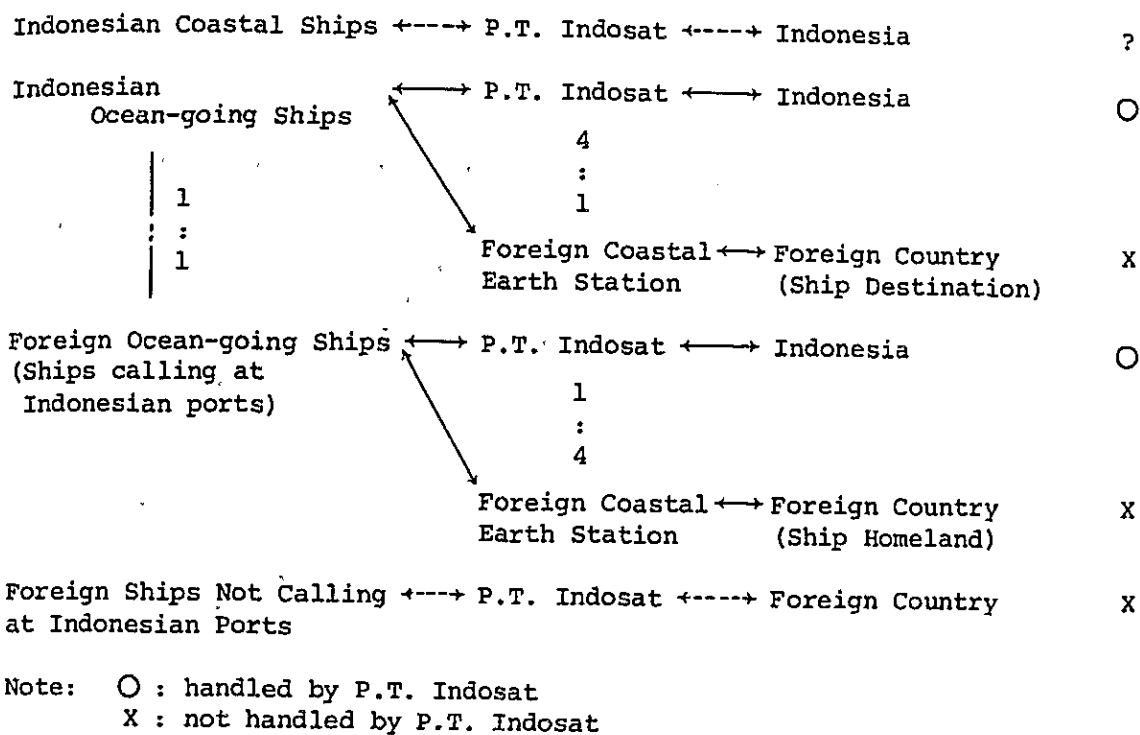 Indonesian Coastal Ships ←---→ P.T. Indosat ←----→ Indonesia ?
Indonesian ←→ P.T. Indosat ←→ Indonesia O
Ocean-going Ships
4
:
1
1
:
1
Foreign Coastal ←→ Foreign Country X
Earth Station (Ship Destination)
Foreign Ocean-going Ships ←→ P.T. Indosat ←→ Indonesia O
(Ships calling at
Indonesian ports)
1
:
4
Foreign Coastal ←→ Foreign Country X
Earth Station (Ship Homeland)
Foreign Ships Not Calling ←---→ P.T. Indosat ←----→ Foreign Country X
at Indonesian Ports
Note: O : handled by P.T. Indosat
X : not handled by P.T. Indosat